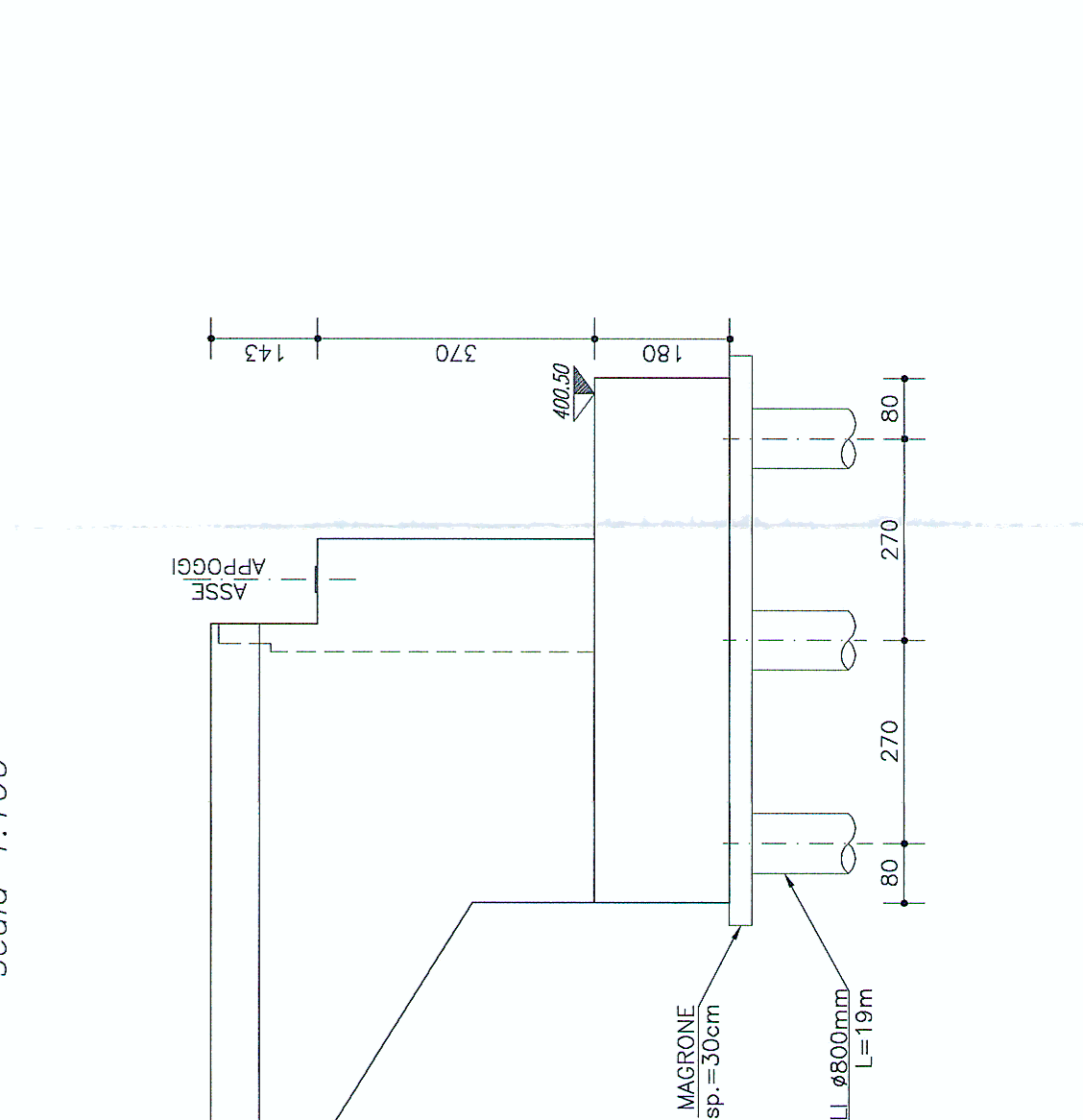 143
370
180
400.50
ASSE
APPOGGI
80
270
270
80
MAGRONE
sp.=30cm
ø800mm
L=19m